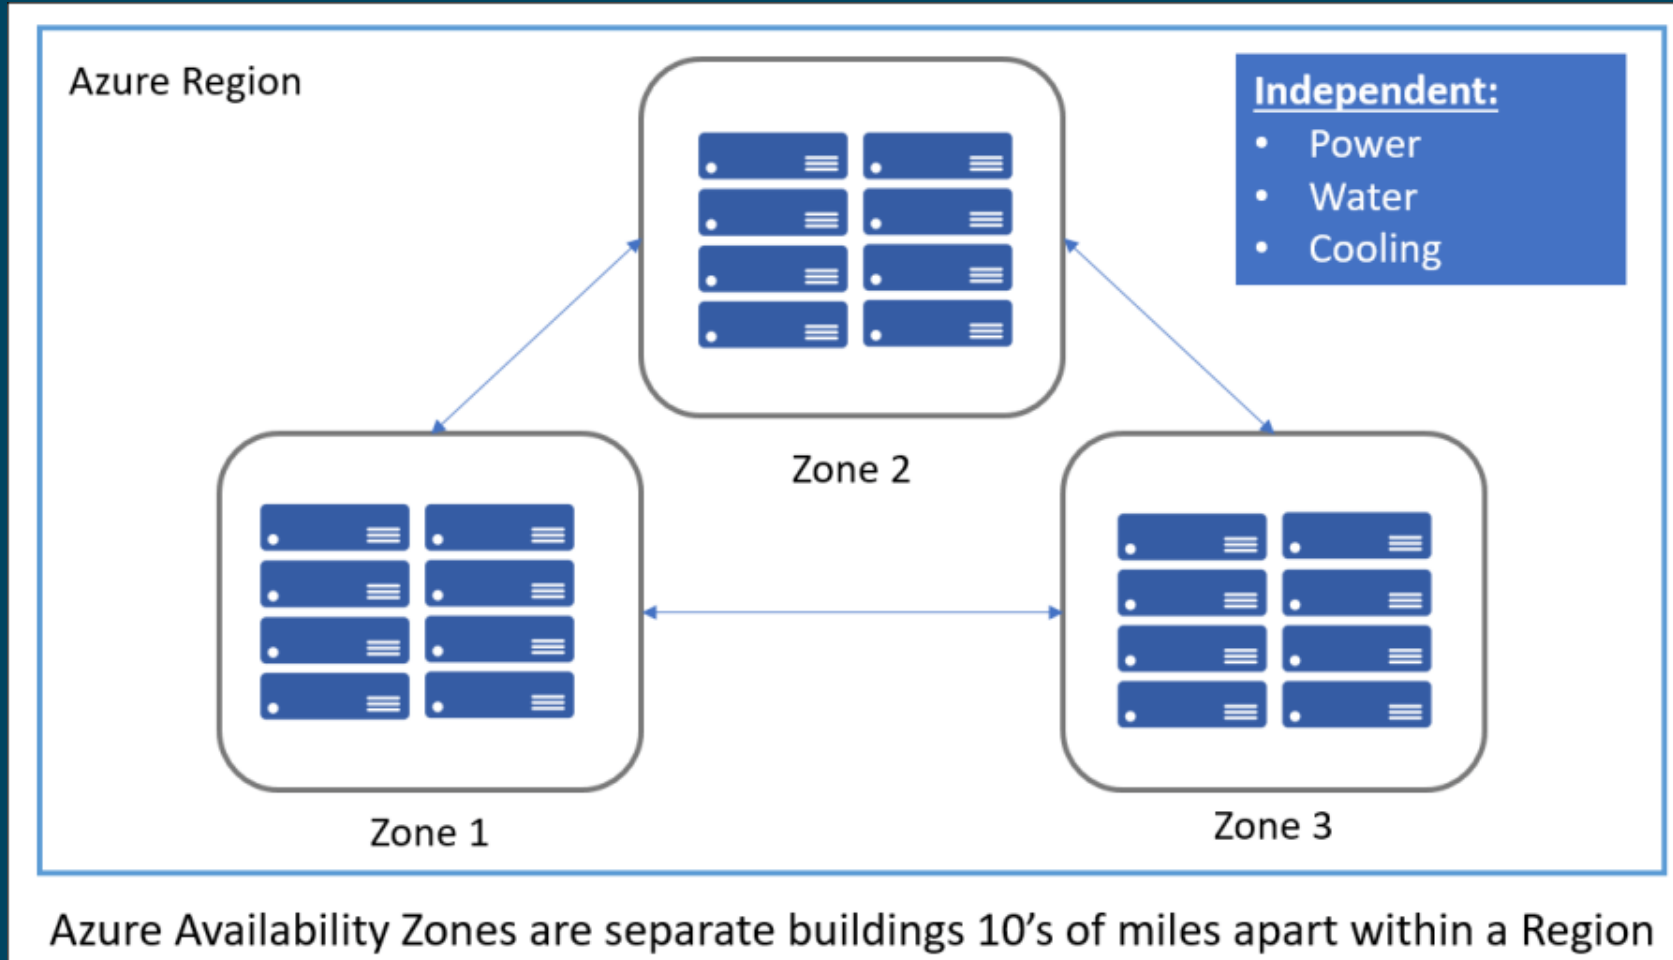 Azure Region
Independent:
• Power
• Water
• Cooling
Zone 2
Zone 1
Zone 3
Azure Availability Zones are separate buildings 10’s of miles apart within a Region